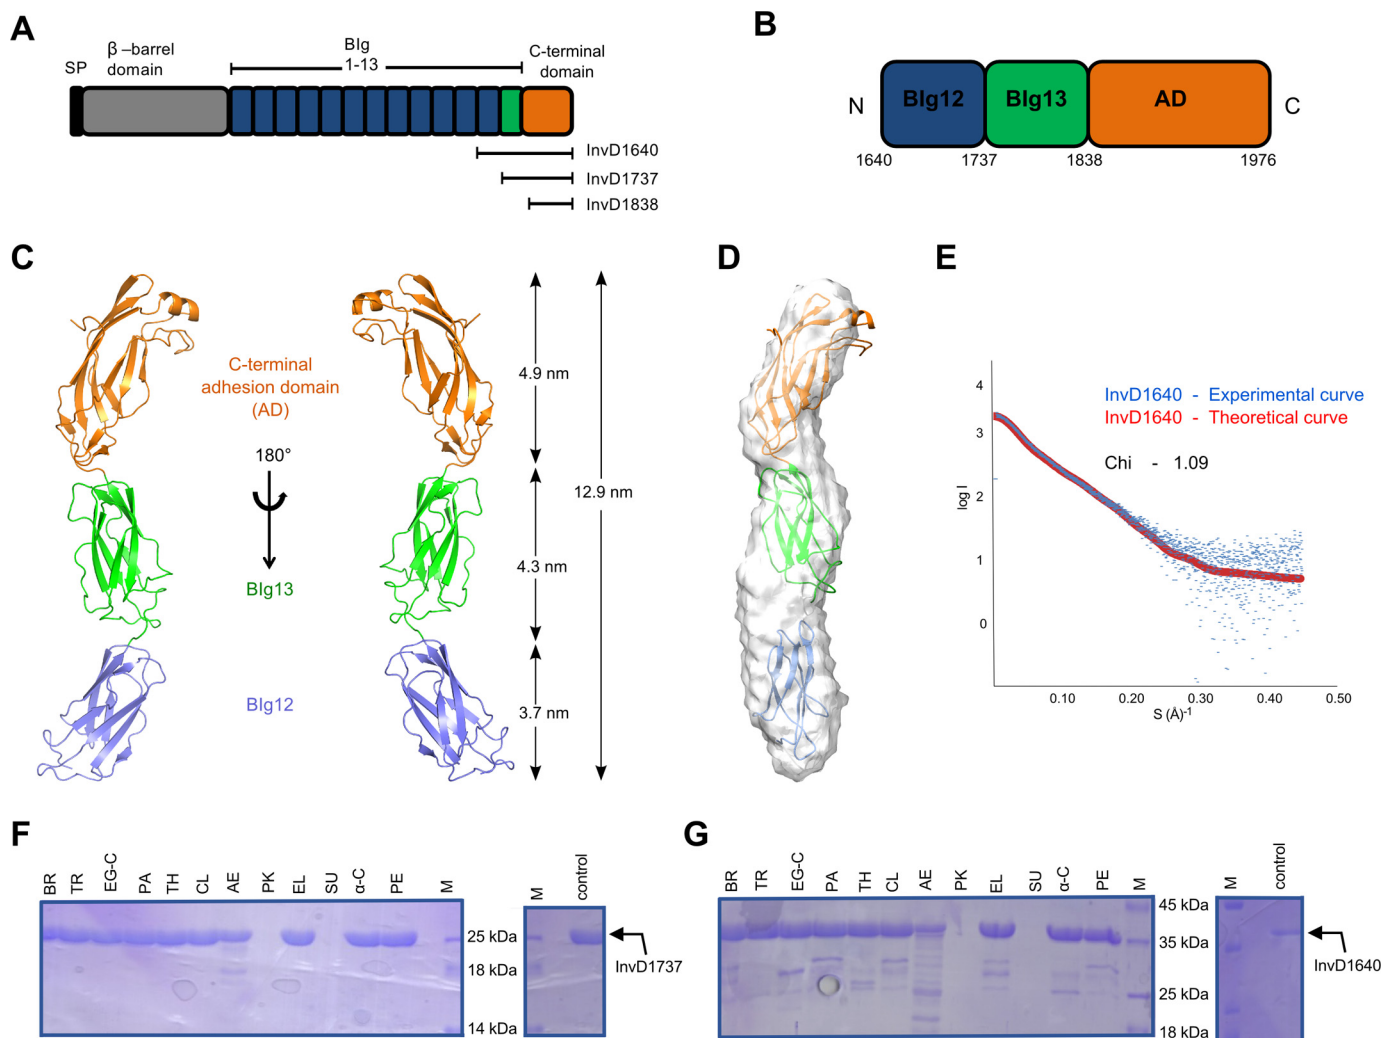 A
β –barrel
domain
SP
BIg
1-13
C-terminal
domain
InvD1640
InvD1737
InvD1838
B
N
BIg12
BIg13
AD
C
1640
1737
1838
1976
C
C-terminal
adhesion domain
(AD)
180°
BIg13
BIg12
4.9 nm
4.3 nm
3.7 nm
12.9 nm
D
E
4
3
2
1
0
log I
InvD1640 - Experimental curve
InvD1640 - Theoretical curve
Chi - 1.09
0.10 0.20 0.30 0.40 0.50
S (Å)-1
F
BR TR EG-C PA TH CL AE PK EL SU α-C PE M
M control
25 kDa
18 kDa
14 kDa
InvD1737
G
BR TR EG-C PA TH CL AE PK EL SU α-C PE M
M control
45 kDa
35 kDa
25 kDa
18 kDa
InvD1640